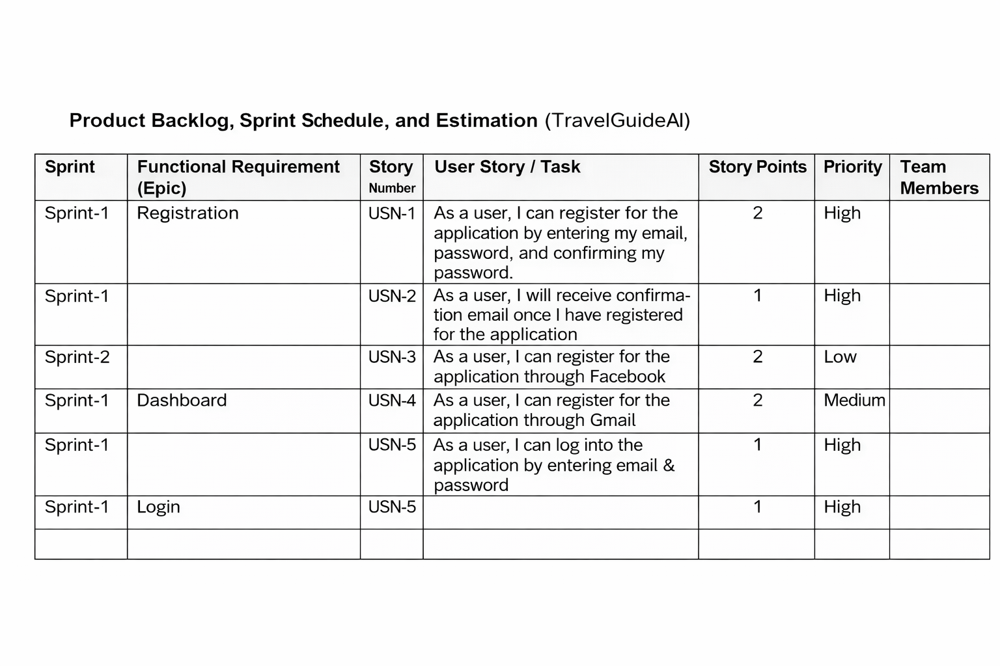 Product Backlog, Sprint Schedule, and Estimation (TravelGuideAI)
Sprint
Functional Requirement
(Epic)
Story
Number
User Story / Task
Story Points
Priority
Team
Members
Sprint-1
Registration
USN-1
As a user, I can register for the
application by entering my email,
password, and confirming my
password.
2
High
Sprint-1
USN-2
As a user, I will receive confirma-
tion email once I have registered
for the application
1
High
Sprint-2
USN-3
As a user, I can register for the
application through Facebook
2
Low
Sprint-1
Dashboard
USN-4
As a user, I can register for the
application through Gmail
2
Medium
Sprint-1
USN-5
As a user, I can log into the
application by entering email &
password
1
High
Sprint-1
Login
USN-5
1
High